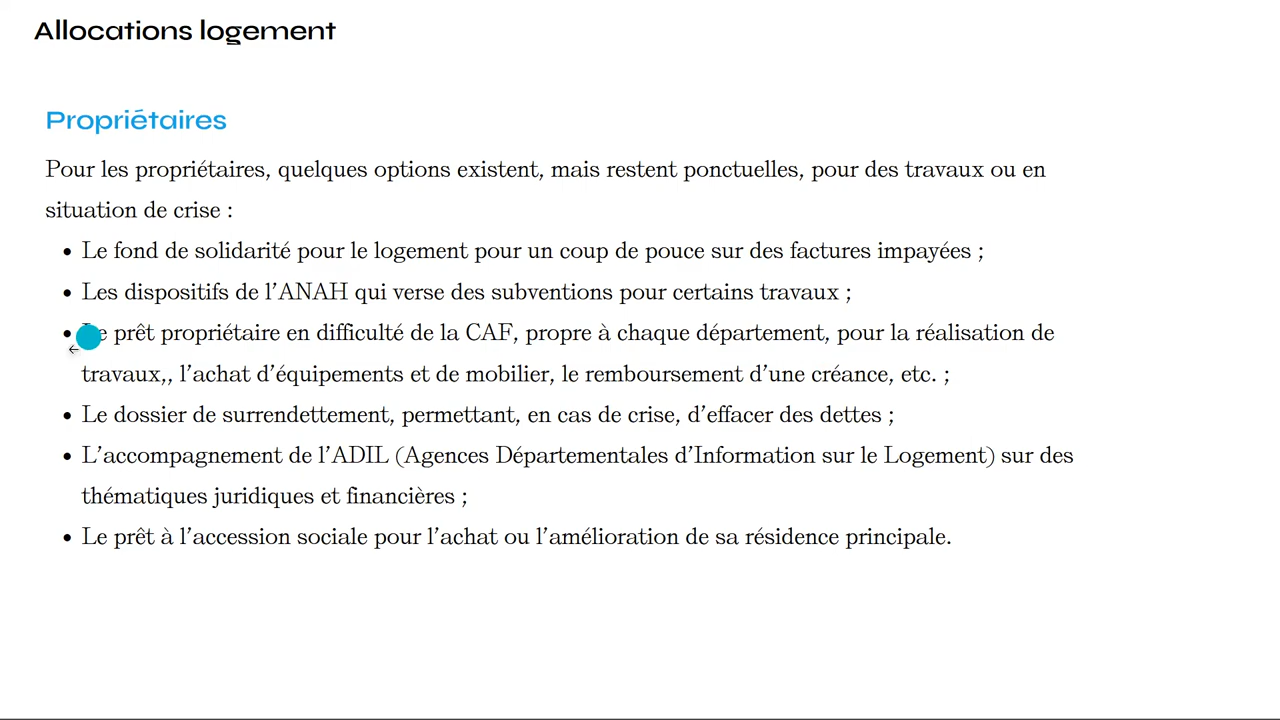 Allocations logement
Propriétaires
Pour les propriétaires, quelques options existent, mais restent ponctuelles, pour des travaux ou en
situation de crise :
• Le fond de solidarité pour le logement pour un coup de pouce sur des factures impayées ;
• Les dispositifs de l'ANAH qui verse des subventions pour certains travaux ;
• Le prêt propriétaire en difficulté de la CAF, propre à chaque département, pour la réalisation de
travaux,, l'achat d'équipements et de mobilier, le remboursement d'une créance, etc. ;
• Le dossier de surrendettement, permettant, en cas de crise, d'effacer des dettes ;
• L'accompagnement de l'ADIL (Agences Départementales d'Information sur le Logement) sur des
thématiques juridiques et financières ;
• Le prêt à l'accession sociale pour l'achat ou l'amélioration de sa résidence principale.